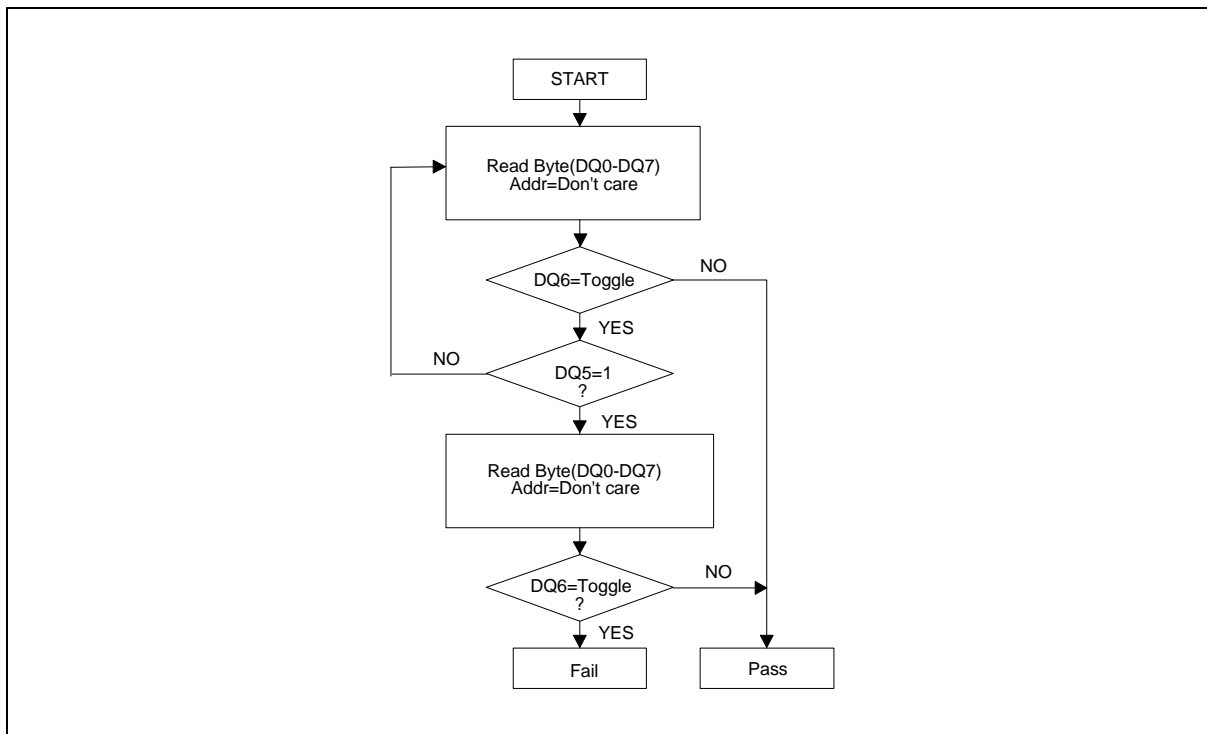 START
Read Byte(DQ0-DQ7)
Addr=Don't care
DQ6=Toggle
NO
YES
NO
DQ5=1
?
YES
Read Byte(DQ0-DQ7)
Addr=Don't care
DQ6=Toggle
?
NO
YES
Fail
Pass